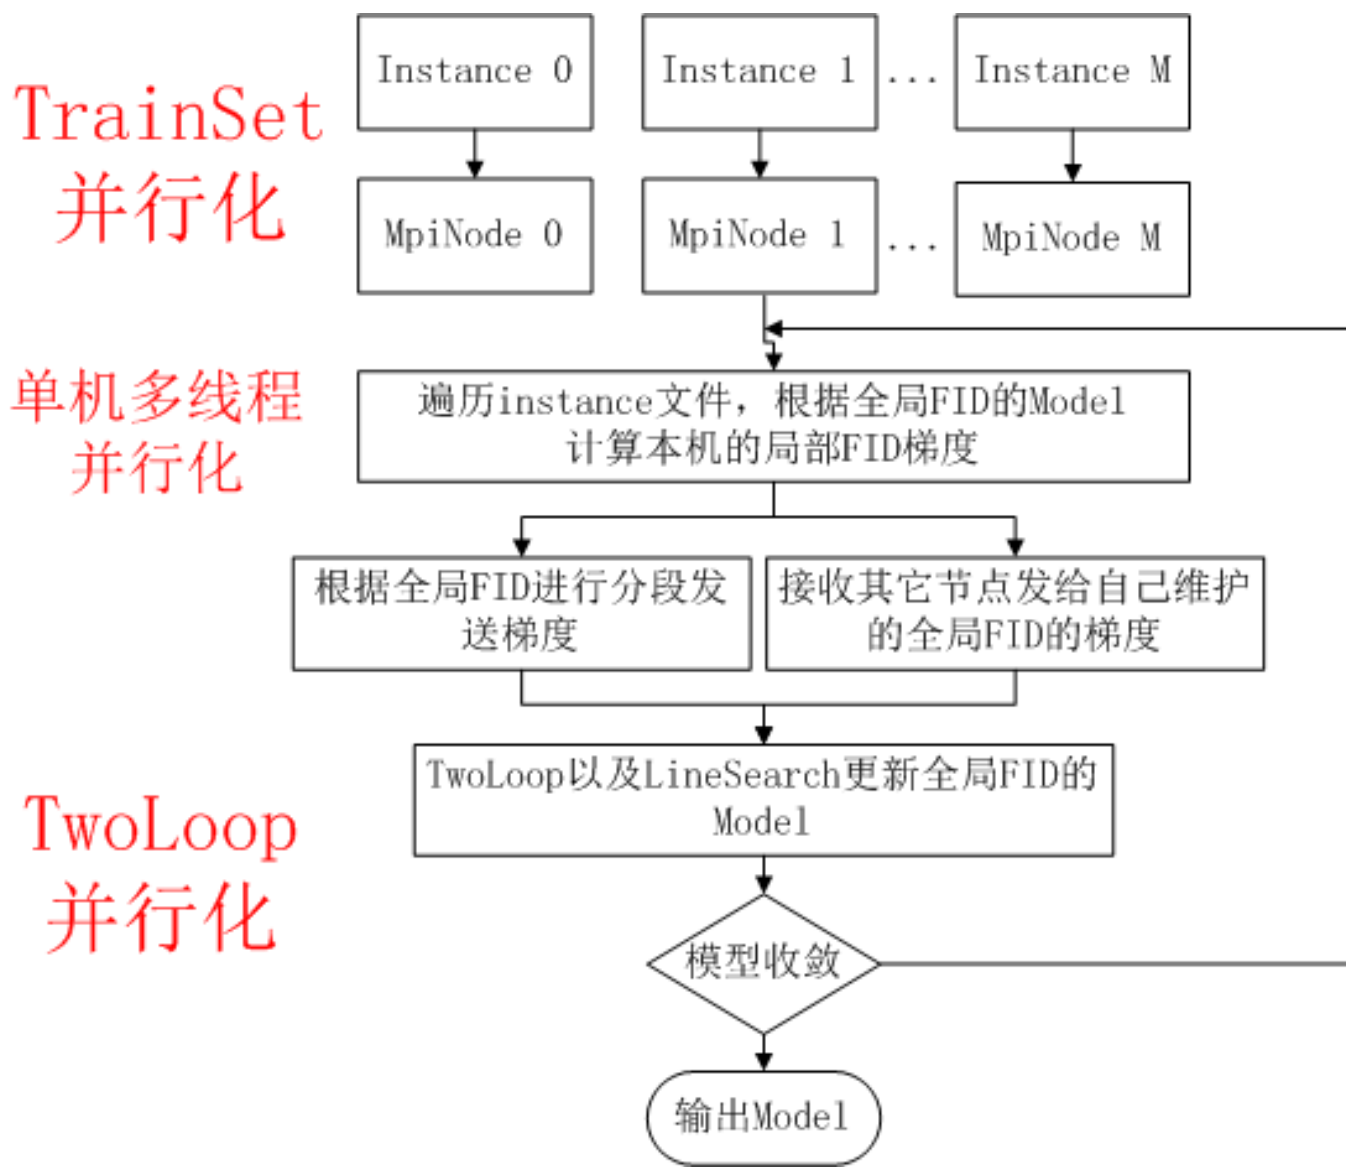 Instance 0
Instance 1
...
Instance M
TrainSet
并行化
MpiNode 0
MpiNode 1
...
MpiNode M
单机多线程
并行化
遍历instance文件，根据全局FID的Model
计算本机的局部FID梯度
根据全局FID进行分段发
送梯度
接收其它节点发给自己维护
的全局FID的梯度
TwoLoop以及LineSearch更新全局FID的
Model
TwoLoop
并行化
模型收敛
输出Model